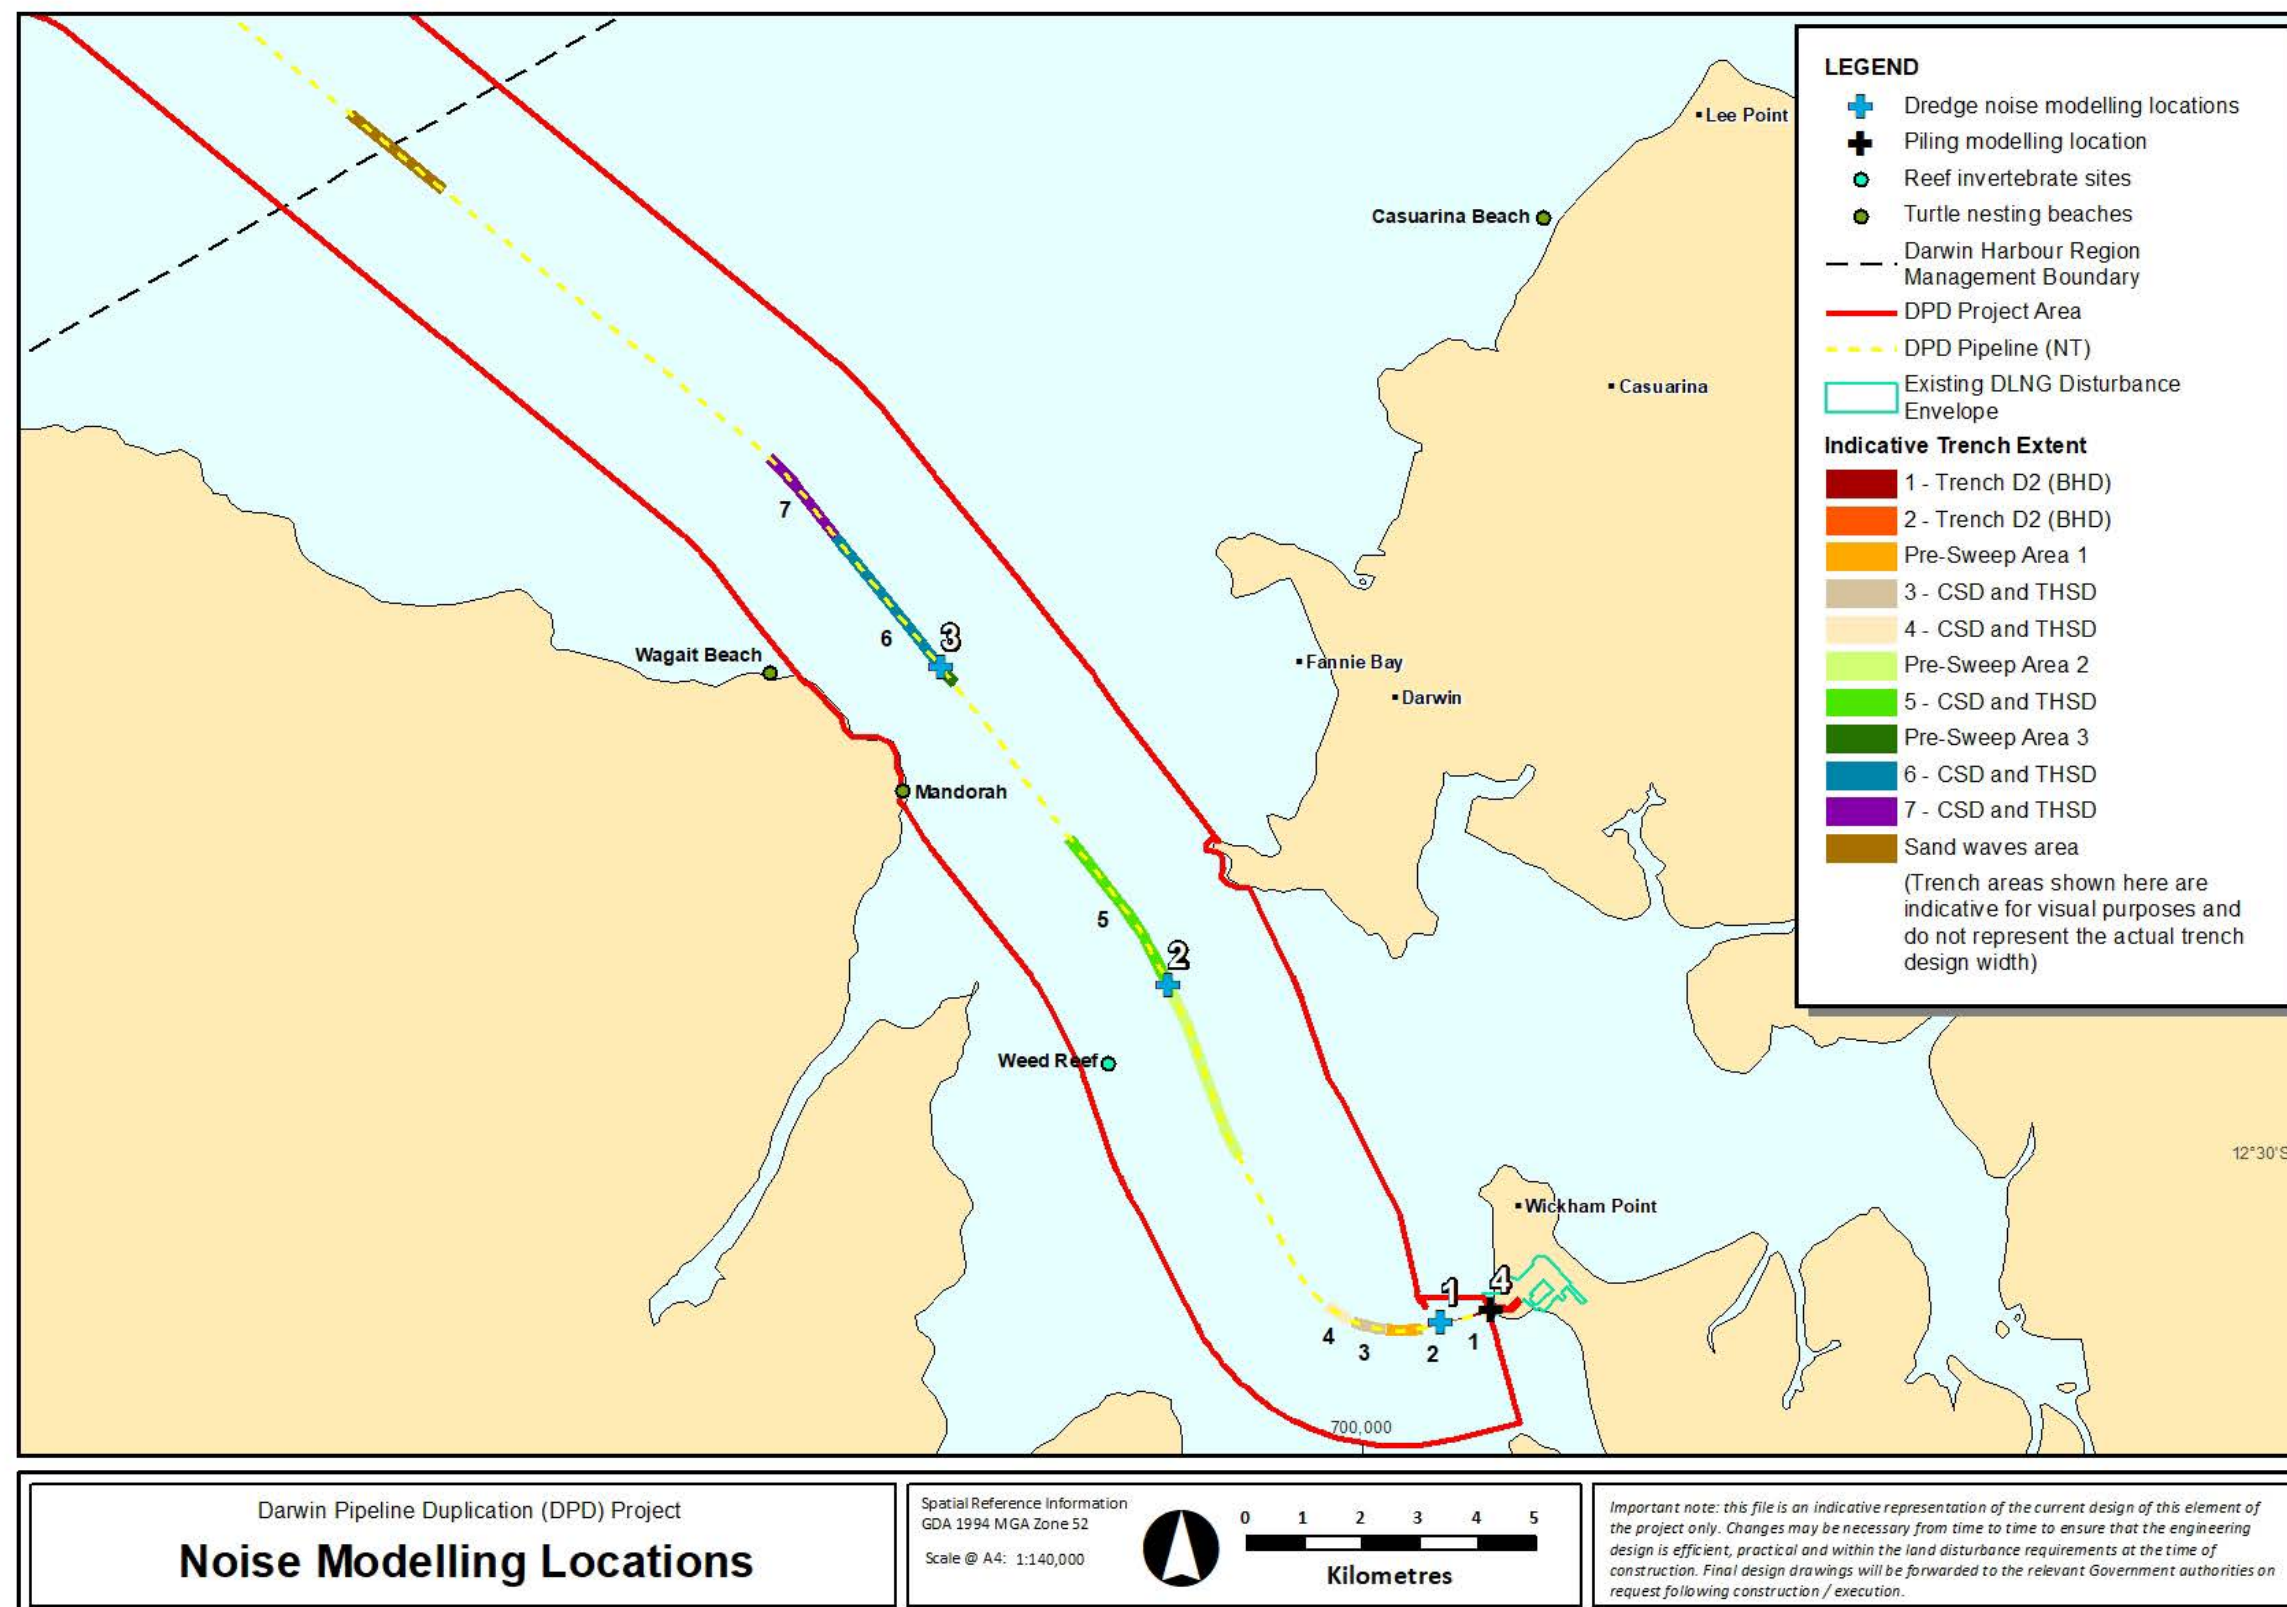 LEGEND
Dredge noise modelling locations
Piling modelling location
Reef invertebrate sites
Turtle nesting beaches
Darwin Harbour Region
Management Boundary
DPD Project Area
DPD Pipeline (NT)
Existing DLNG Disturbance
Envelope
Indicative Trench Extent
1 - Trench D2 (BHD)
2 - Trench D2 (BHD)
Pre-Sweep Area 1
3 - CSD and THSD
4 - CSD and THSD
Pre-Sweep Area 2
5 - CSD and THSD
Pre-Sweep Area 3
6 - CSD and THSD
7 - CSD and THSD
Sand waves area
(Trench areas shown here are
indicative for visual purposes and
do not represent the actual trench
design width)
Lee Point
Casuarina Beach
Casuarina
7
6
3
Wagait Beach
Fannie Bay
Darwin
Mandorah
5
2
Weed Reef
12°30'S
Wickham Point
1
4
4
3
2
1
700,000
Darwin Pipeline Duplication (DPD) Project
Noise Modelling Locations
Spatial Reference Information
GDA 1994 MGA Zone 52
Scale @ A4: 1:140,000
0 1 2 3 4 5
Kilometres
Important note: this file is an indicative representation of the current design of this element of
the project only. Changes may be necessary from time to time to ensure that the engineering
design is efficient, practical and within the land disturbance requirements at the time of
construction. Final design drawings will be forwarded to the relevant Government authorities on
request following construction / execution.